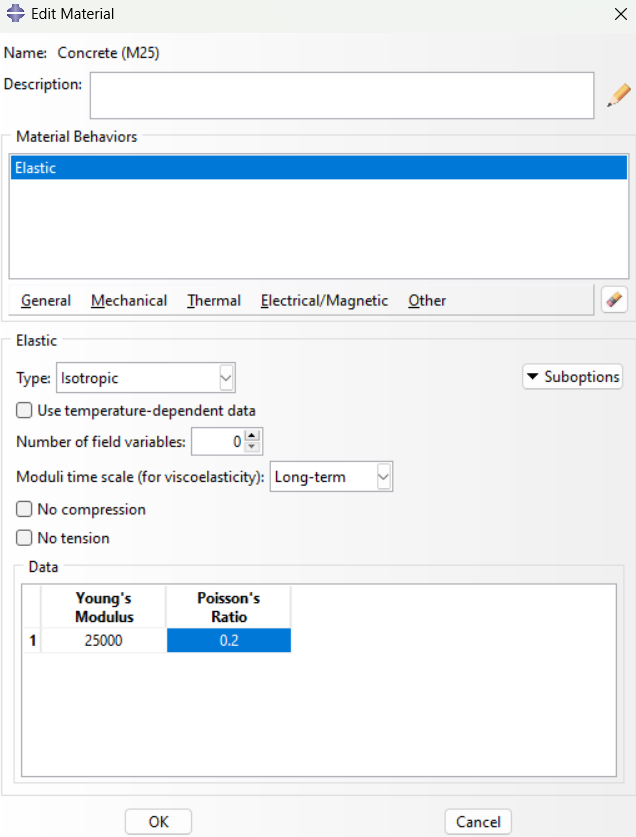 Edit Material
Name: Concrete (M25)
Description:
Material Behaviors
Elastic
General Mechanical Thermal Electrical/Magnetic Other
Elastic
Type: Isotropic Suboptions
Use temperature-dependent data
Number of field variables: 0
Moduli time scale (for viscoelasticity): Long-term
No compression
No tension
Data
Young's Poisson's
Modulus Ratio
1 25000 0.2
OK Cancel